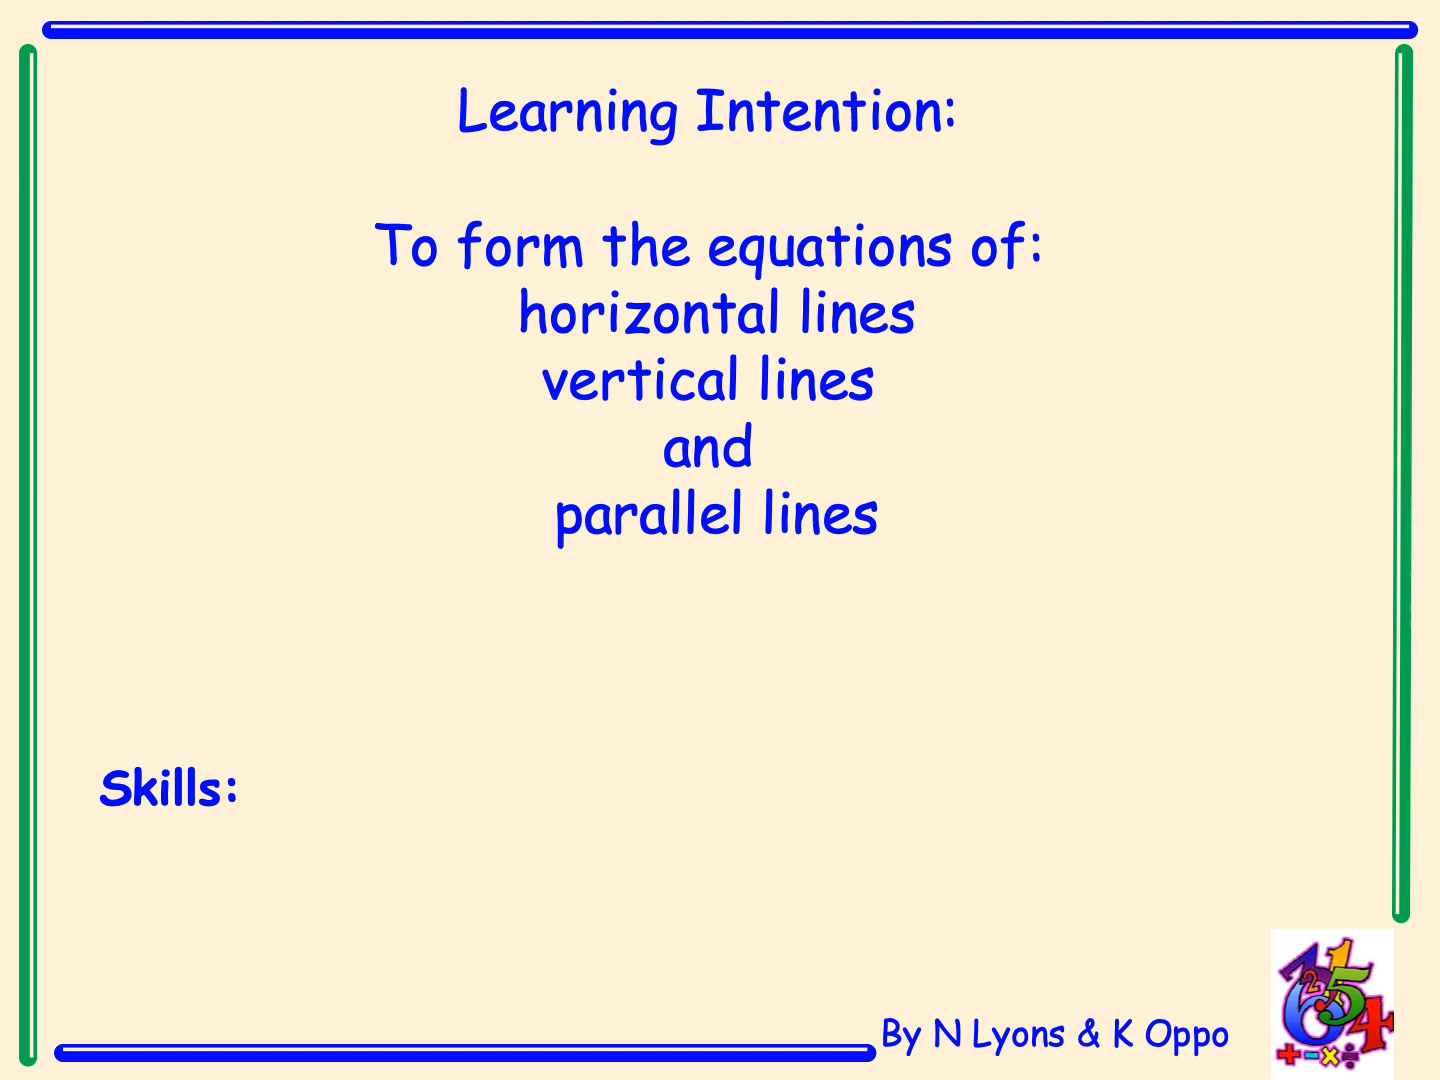 Learning Intention:
To form the equations of:
horizontal lines
vertical lines
and
parallel lines
Skills:
By N Lyons & K Oppo